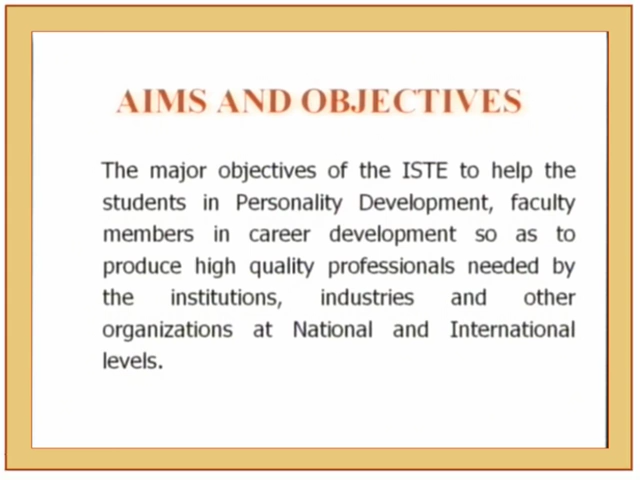 AIMS AND OBJECTIVES
The major objectives of the ISTE to help the
students in Personality Development, faculty
members in career development so as to
produce high quality professionals needed by
the institutions, industries and other
organizations at National and International
levels.